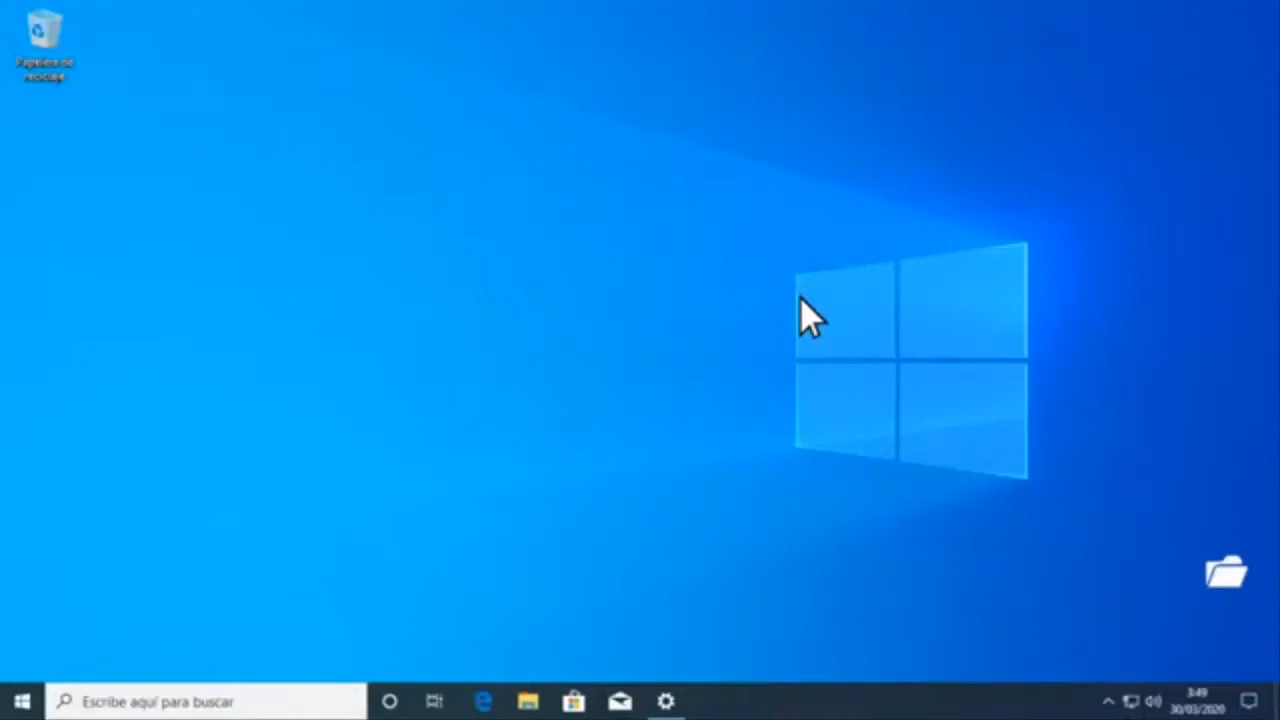 Papelera de
reciclaje
Escribe aquí para buscar
3:49
30/03/2020